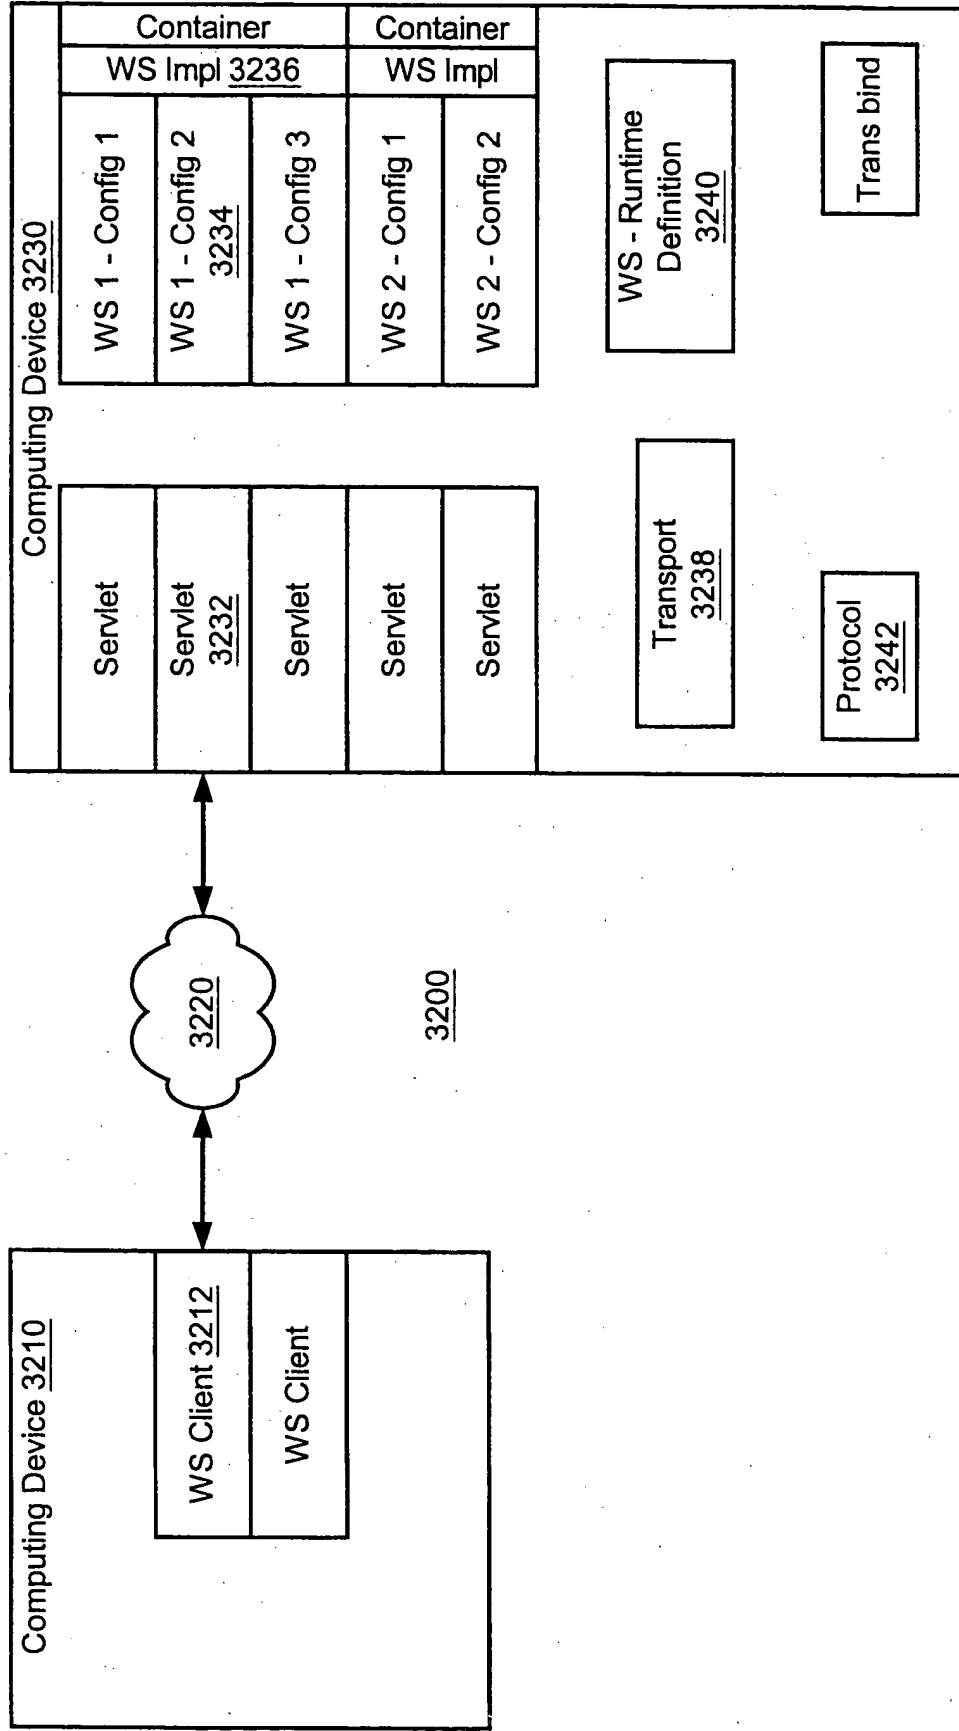 Computing Device 3210
WS Client 3212
WS Client
3220
3200
Computing Device 3230
Servlet
Servlet
3232
Servlet
Servlet
Servlet
WS 1 - Config 1
WS 1 - Config 2
3234
WS 1 - Config 3
WS 2 - Config 1
WS 2 - Config 2
WS Impl 3236
WS Impl
Container
Container
Transport
3238
WS - Runtime
Definition
3240
Protocol
3242
Trans bind